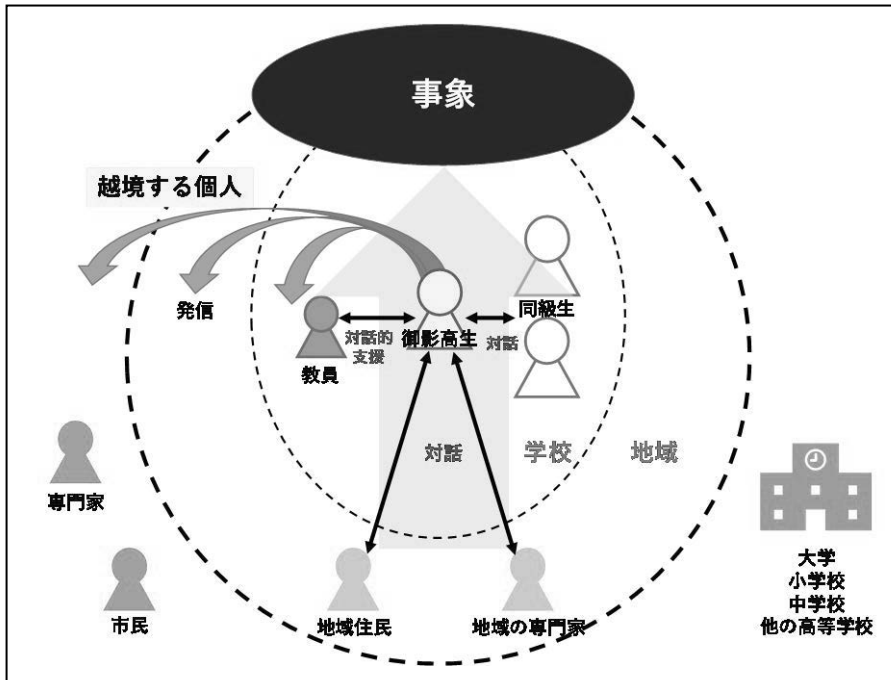 事象
越境する個人
発信
同級生
対話的
支援
御影高生
対話
教員
対話
学校
地域
専門家
市民
地域住民
地域の専門家
大学
小学校
中学校
他の高等学校